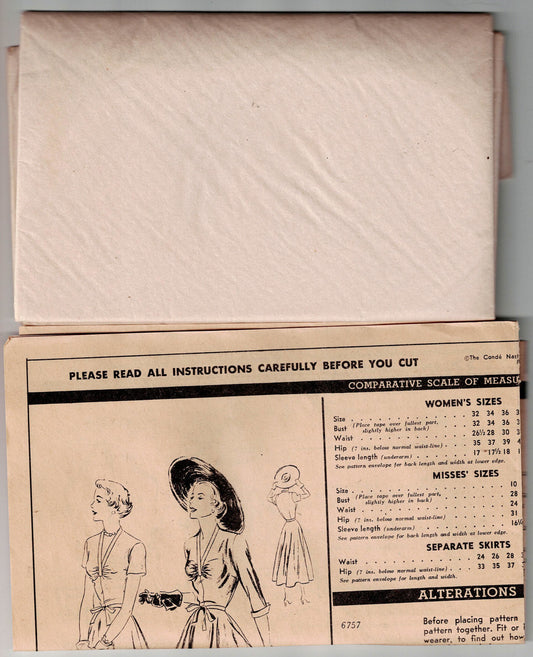 ©The Condé Nast
PLEASE READ ALL INSTRUCTIONS CAREFULLY BEFORE YOU CUT
COMPARATIVE SCALE OF MEASU
WOMEN'S SIZES
Size 32 34 36
Bust (Place tape over fullest part, slightly higher in back) 32 34 36
Waist 26½ 28 30
Hip (7 ins. below normal waist-line) 35 37 39
Sleeve length (underarm) 17 17½ 18
See pattern envelope for back length and width at lower edge.
MISSES' SIZES
Size 10
Bust (Place tape over fullest part, slightly higher in back) 28
Waist 24
Hip (7 ins. below normal waist-line) 31
Sleeve length (underarm) 16¼
See pattern envelope for back length and width at lower edge.
SEPARATE SKIRTS
Waist 24 26 28
Hip (7 ins. below normal waist-line) 33 35 37
See pattern envelope for length and width.
ALTERATIONS
6757
Before placing pattern
pattern together. Fit or
wearer, to find out how